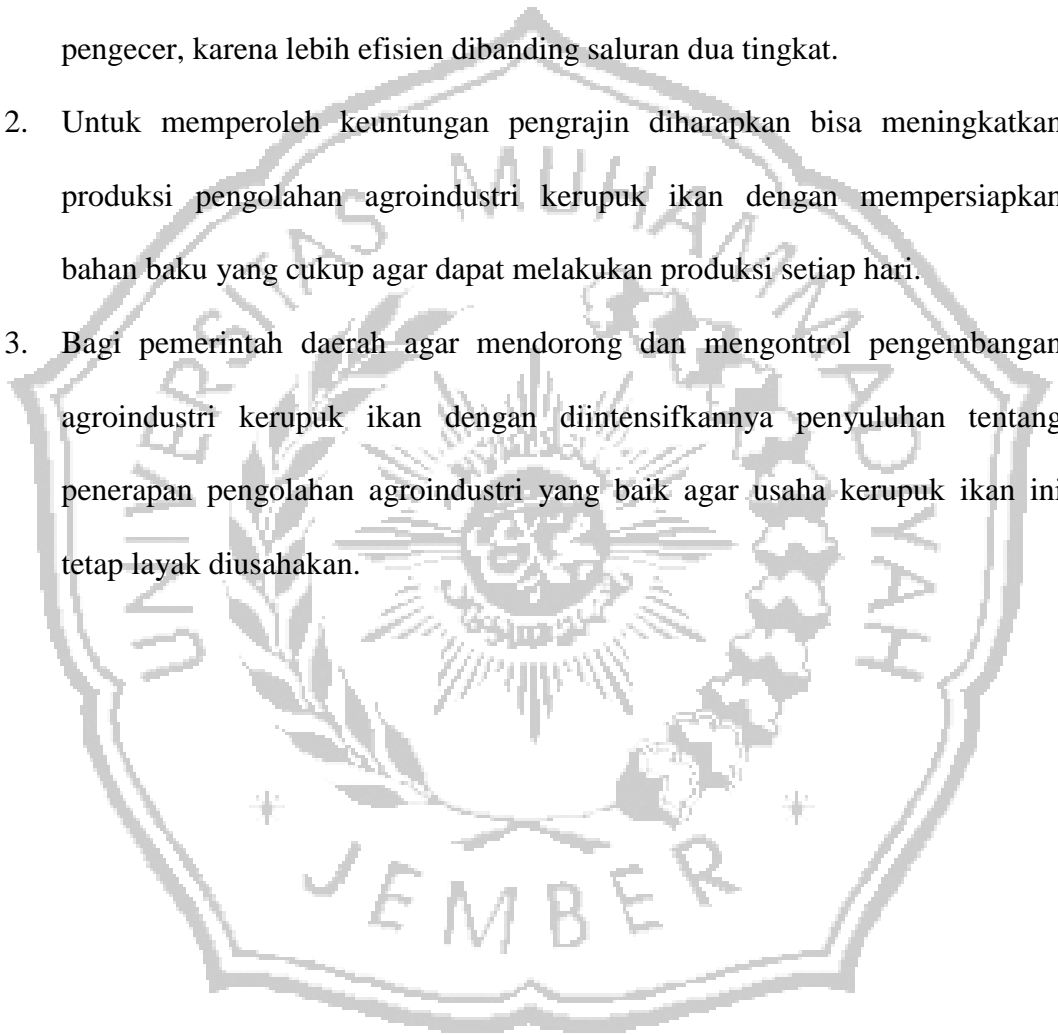 pengecer, karena lebih efisien dibanding saluran dua tingkat.
2. Untuk memperoleh keuntungan pengrajin diharapkan bisa meningkatkan
produksi pengolahan agroindustri kerupuk ikan dengan mempersiapkan
bahan baku yang cukup agar dapat melakukan produksi setiap hari.
3. Bagi pemerintah daerah agar mendorong dan mengontrol pengembangan
agroindustri kerupuk ikan dengan diintensifkannya penyuluhan tentang
penerapan pengolahan agroindustri yang baik agar usaha kerupuk ikan ini
tetap layak diusahakan.
UNIVERSITAS MUHAMMADIYAH
JEMBER